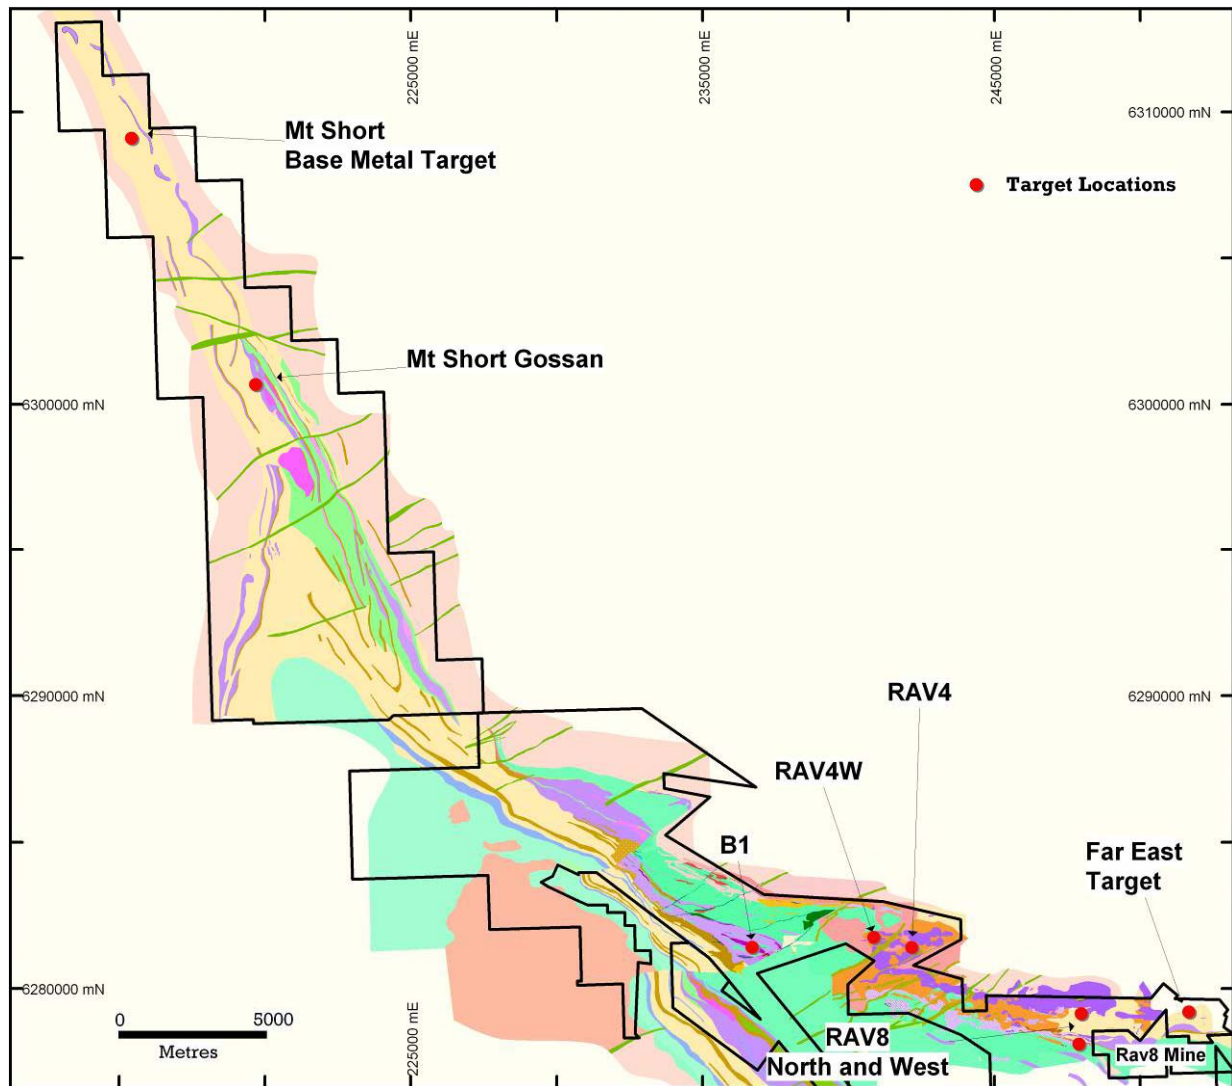 225000 mE
235000 mE
245000 mE
6310000 mN
6310000 mN
Mt Short
Base Metal Target
Target Locations
Mt Short Gossan
6300000 mN
6300000 mN
6290000 mN
6290000 mN
RAV4
RAV4W
B1
Far East
Target
6280000 mN
6280000 mN
0 5000
Metres
225000 mE
RAV8
North and West
Rav8 Mine